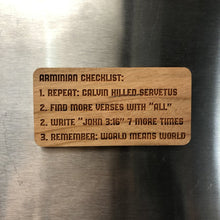 ARMINIAN CHECKLIST:
1. REPEAT: CALVIN KILLED SERVETUS
2. FIND MORE VERSES WITH "ALL"
2. WRITE "JOHN 3:16" 7 MORE TIMES
3. REMEMBER: WORLD MEANS WORLD